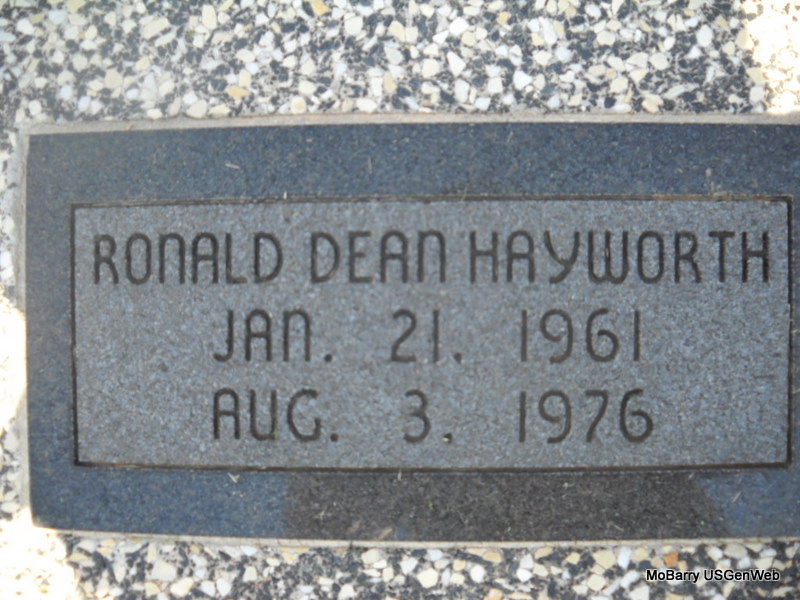 RONALD DEAN HAYWORTH
JAN. 21. 1961
AUG. 3. 1976
MoBarry USGenWeb